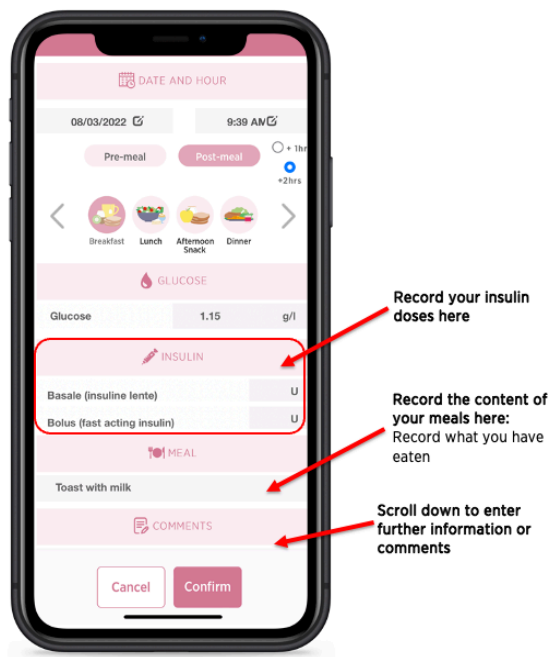 DATE AND HOUR
08/03/2022
9:39 AM
Pre-meal
Post-meal
+ 1hr
+2hrs
Breakfast
Lunch
Afternoon
Snack
Dinner
GLUCOSE
Glucose
1.15
g/l
Record your insulin
doses here
INSULIN
Basale (insuline lente)
U
Bolus (fast acting insulin)
U
Record the content of
your meals here:
Record what you have
eaten
MEAL
Toast with milk
Scroll down to enter
further information or
comments
COMMENTS
Cancel
Confirm